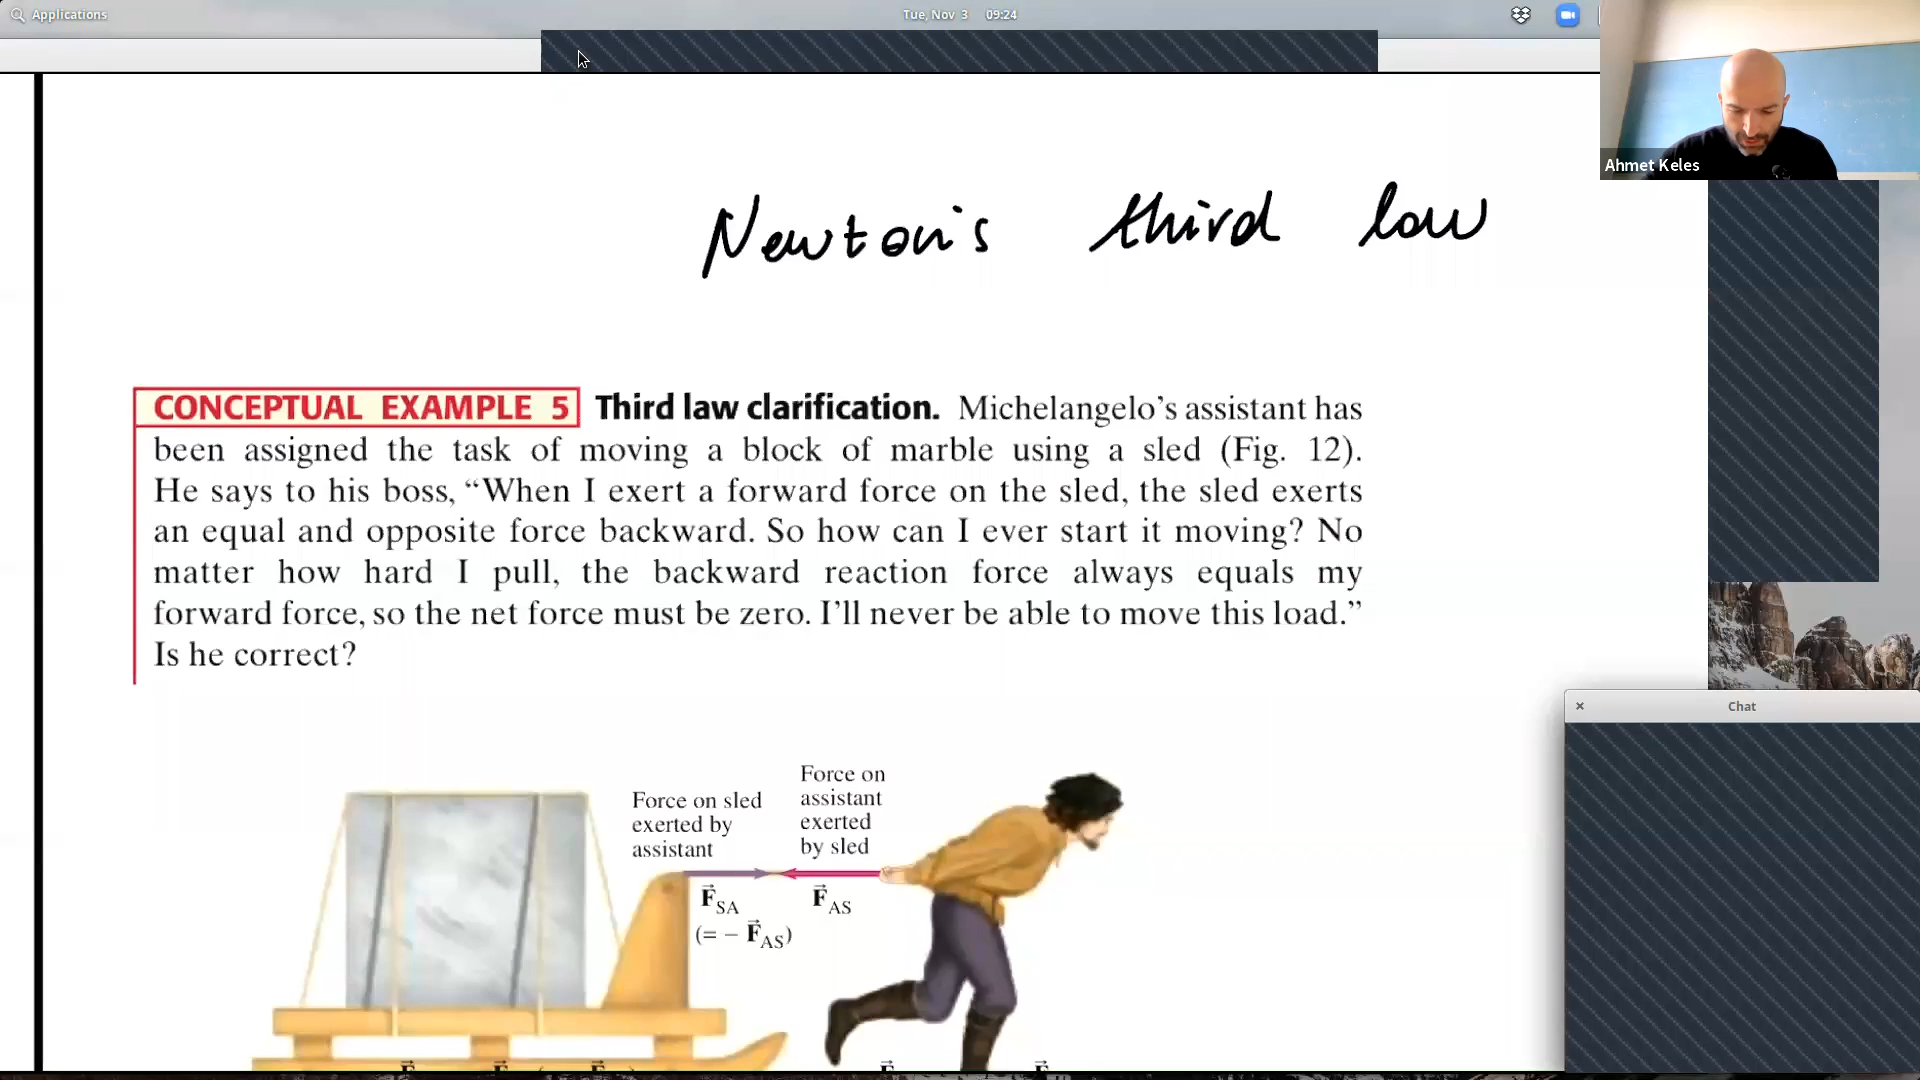 Applications
Tue, Nov 3 09:24
Ahmet Keles
Newton's third law
CONCEPTUAL EXAMPLE 5 Third law clarification. Michelangelo's assistant has
been assigned the task of moving a block of marble using a sled (Fig. 12).
He says to his boss, “When I exert a forward force on the sled, the sled exerts
an equal and opposite force backward. So how can I ever start it moving? No
matter how hard I pull, the backward reaction force always equals my
forward force, so the net force must be zero. I'll never be able to move this load.”
Is he correct?
Chat
Force on sled
exerted by
assistant
Force on
assistant
exerted
by sled
F⃗SA
(= − F⃗AS)
F⃗AS